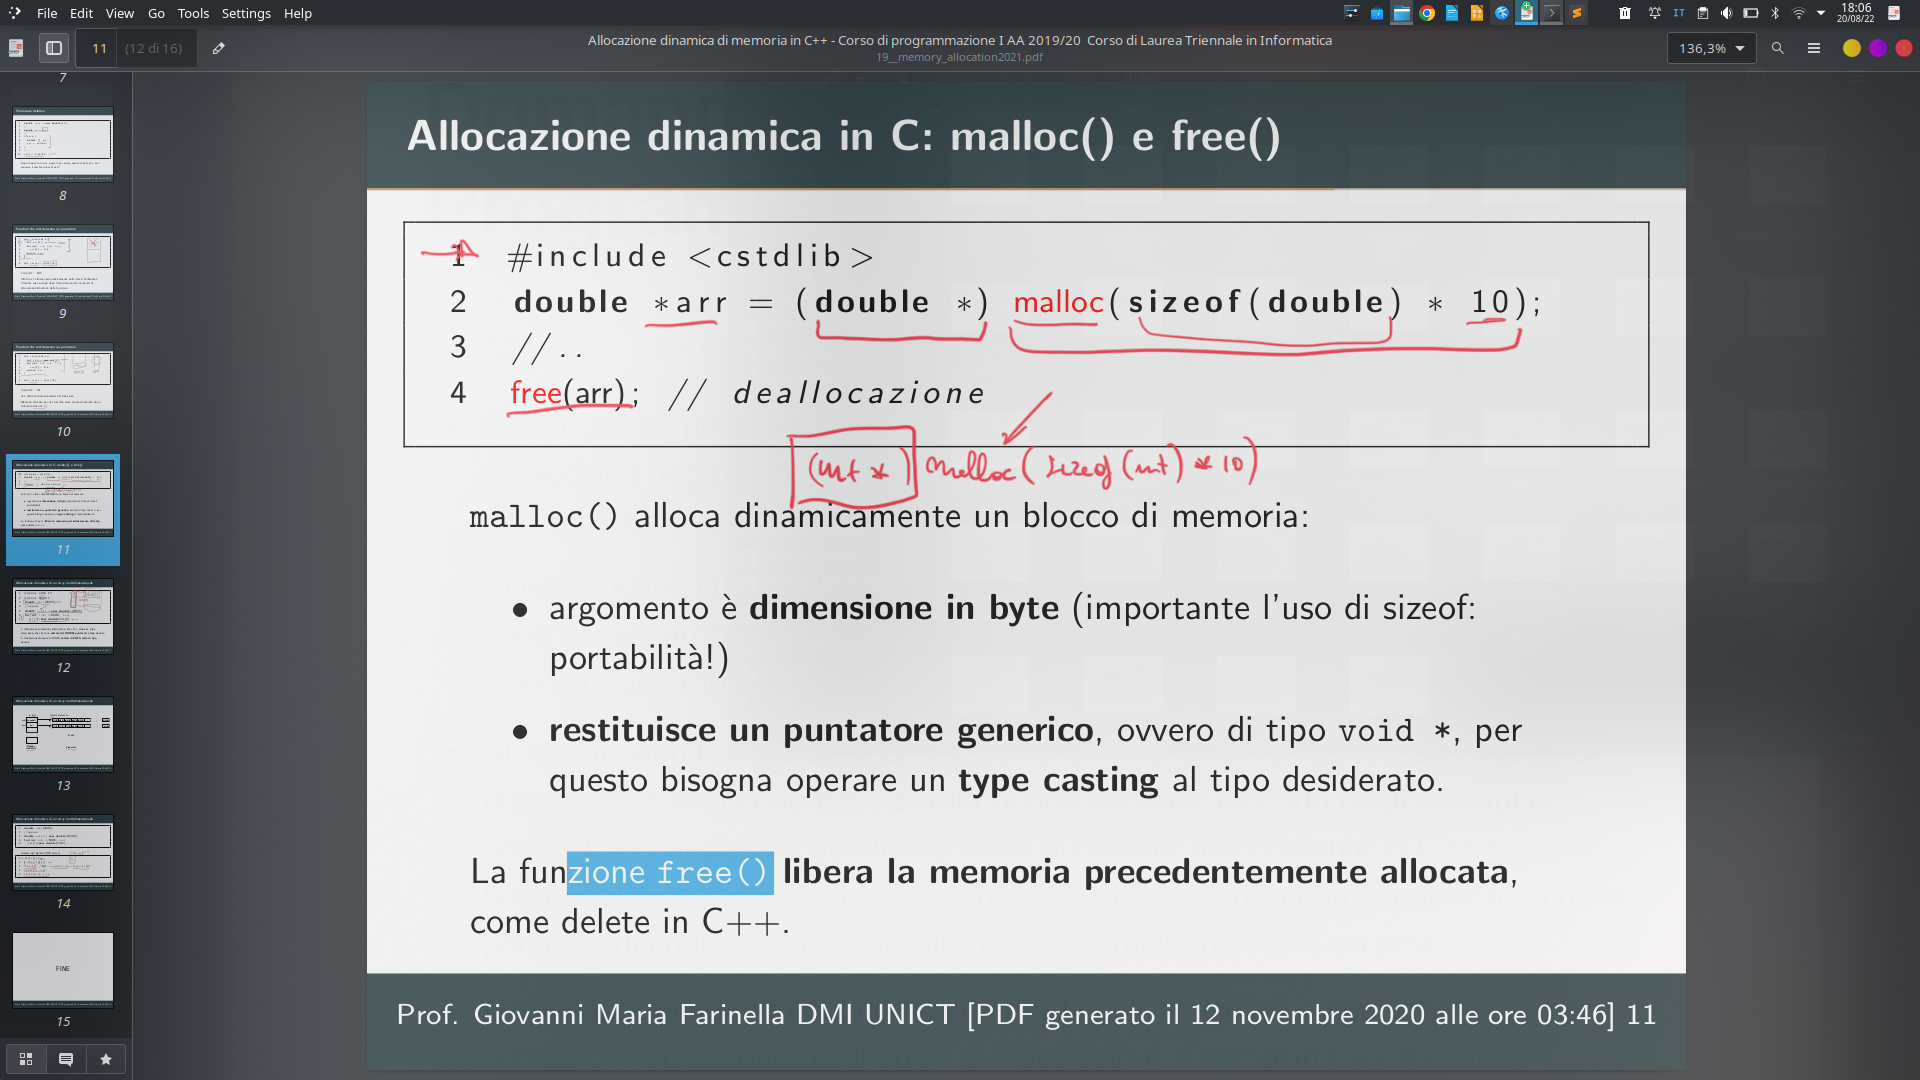 File Edit View Go Tools Settings Help
IT
18:06
20/08/22
11 (12 di 16)
Allocazione dinamica di memoria in C++ - Corso di programmazione I AA 2019/20 Corso di Laurea Triennale in Informatica
19__memory_allocation2021.pdf
136,3%
7
8
9
10
11
12
13
14
FINE
15
Allocazione dinamica in C: malloc() e free()
1 #include <cstdlib>
2 double *arr = (double *) malloc(sizeof(double) * 10);
3 //..
4 free(arr); // deallocazione
(int *) malloc(sizeof(int) * 10)
malloc() alloca dinamicamente un blocco di memoria:
• argomento è dimensione in byte (importante l'uso di sizeof:
portabilità!)
• restituisce un puntatore generico, ovvero di tipo void *, per
questo bisogna operare un type casting al tipo desiderato.
La funzione free() libera la memoria precedentemente allocata,
come delete in C++.
Prof. Giovanni Maria Farinella DMI UNICT [PDF generato il 12 novembre 2020 alle ore 03:46] 11